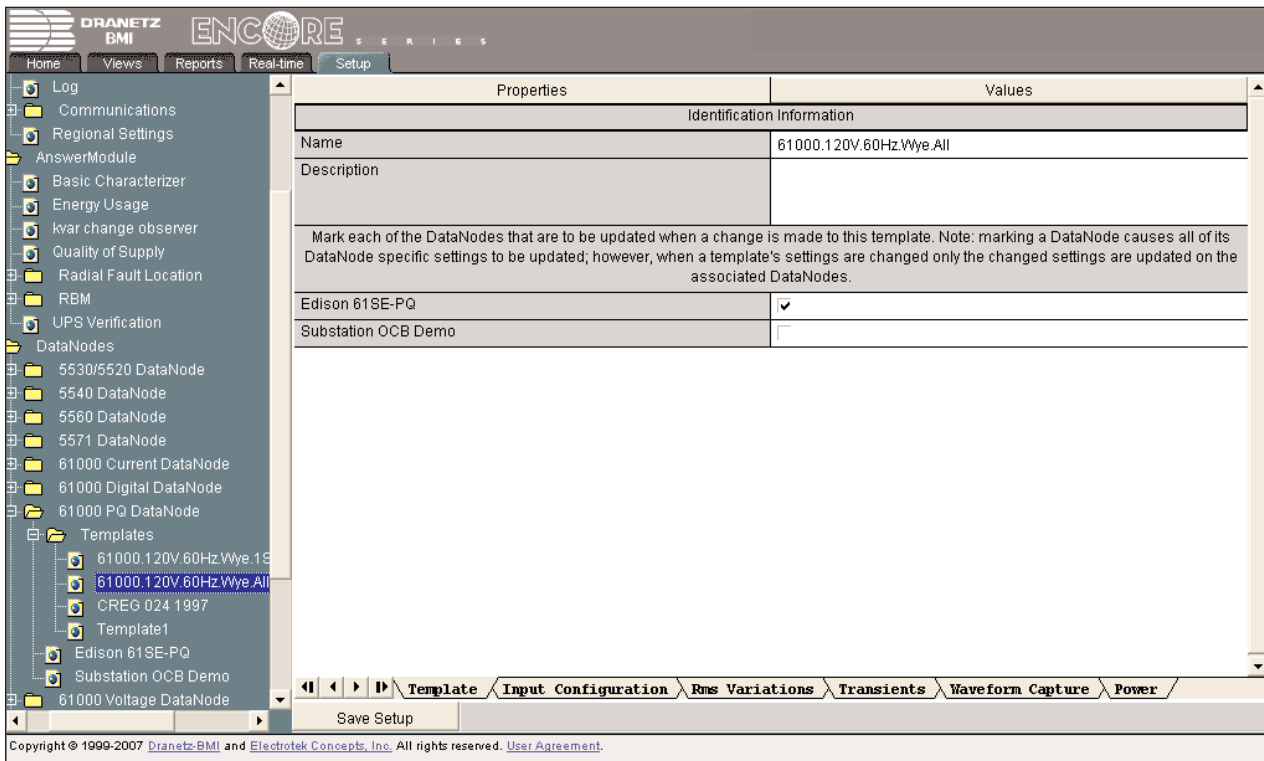 DRANETZ
BMI
ENCORE
SERIES
Home Views Reports Real-time Setup
Log
Communications
Regional Settings
AnswerModule
Basic Characterizer
Energy Usage
kvar change observer
Quality of Supply
Radial Fault Location
RBM
UPS Verification
DataNodes
5530/5520 DataNode
5540 DataNode
5560 DataNode
5571 DataNode
61000 Current DataNode
61000 Digital DataNode
61000 PQ DataNode
Templates
61000.120V.60Hz.Wye.1S
61000.120V.60Hz.Wye.All
CREG 024 1997
Template1
Edison 61SE-PQ
Substation OCB Demo
61000 Voltage DataNode
Properties Values
Identification Information
Name 61000.120V.60Hz.Wye.All
Description
Mark each of the DataNodes that are to be updated when a change is made to this template. Note: marking a DataNode causes all of its
DataNode specific settings to be updated; however, when a template's settings are changed only the changed settings are updated on the
associated DataNodes.
Edison 61SE-PQ
Substation OCB Demo
Template Input Configuration Rms Variations Transients Waveform Capture Power
Save Setup
Copyright © 1999-2007 Dranetz-BMI and Electrotek Concepts, Inc. All rights reserved. User Agreement.